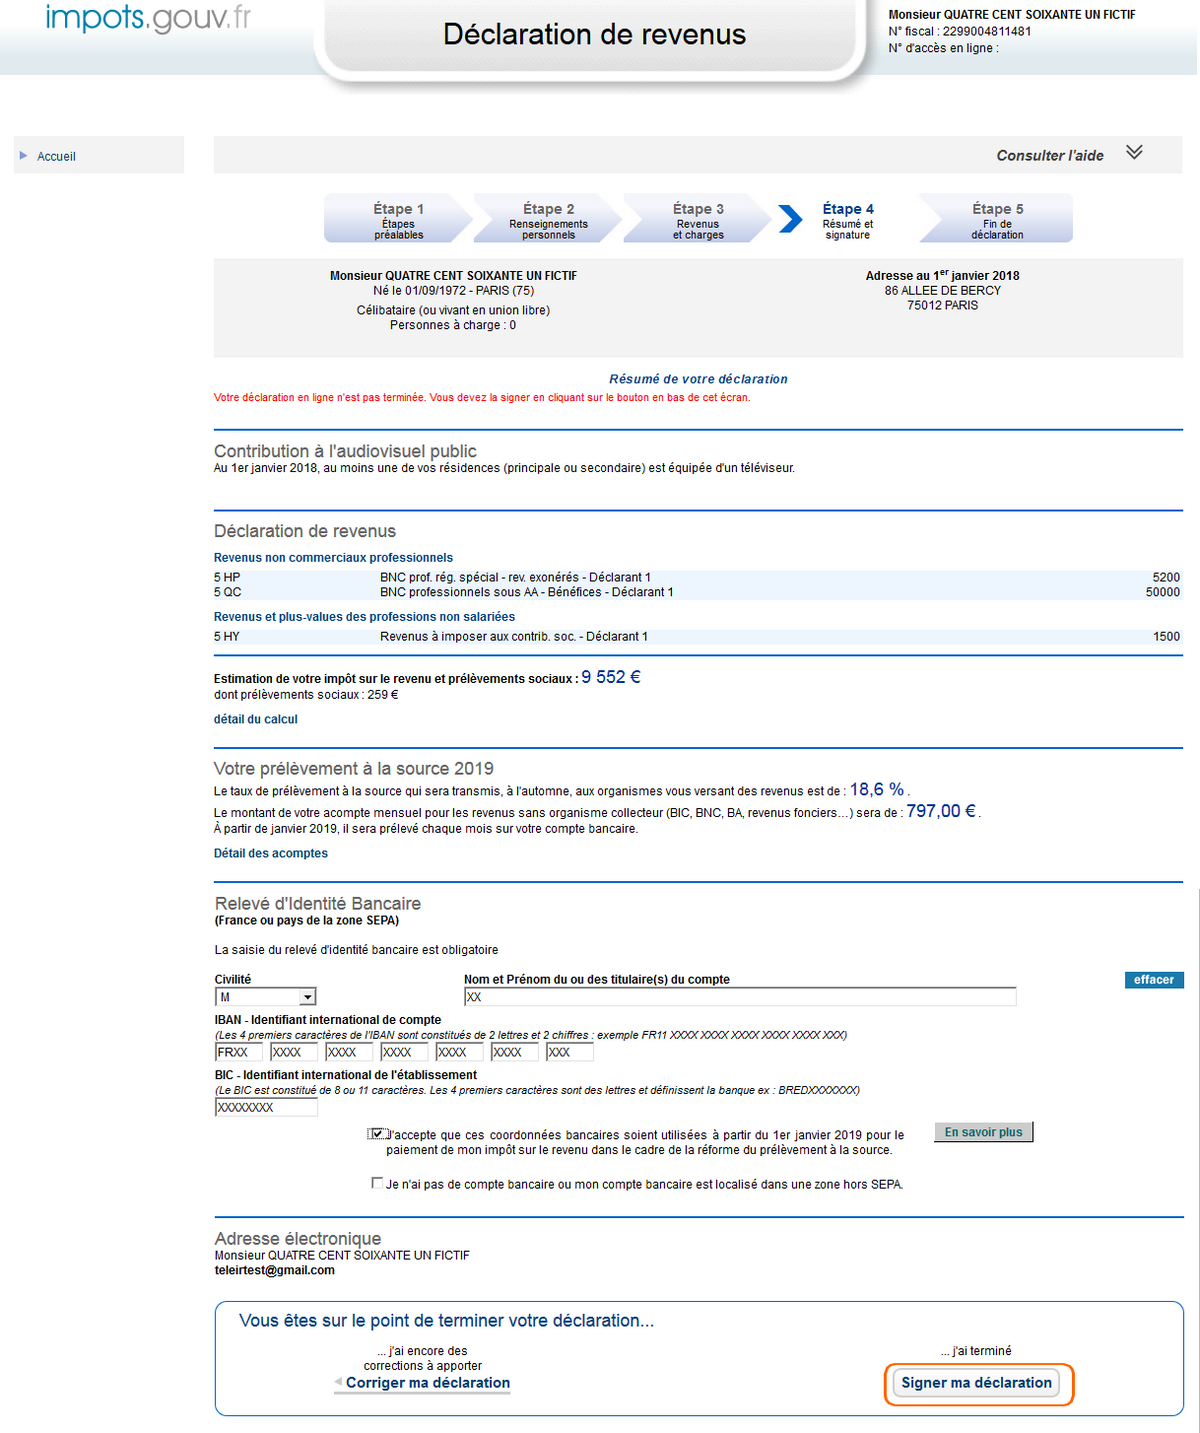 impots.gouv.fr
Déclaration de revenus
Monsieur QUATRE CENT SOIXANTE UN FICTIF
N° fiscal : 2299004811481
N° d'accès en ligne :
Accueil
Consulter l'aide
Étape 1
Étapes
préalables
Étape 2
Renseignements
personnels
Étape 3
Revenus
et charges
Étape 4
Résumé et
signature
Étape 5
Fin de
déclaration
Monsieur QUATRE CENT SOIXANTE UN FICTIF
Né le 01/09/1972 - PARIS (75)
Célibataire (ou vivant en union libre)
Personnes à charge : 0
Adresse au 1er janvier 2018
86 ALLEE DE BERCY
75012 PARIS
Résumé de votre déclaration
Votre déclaration en ligne n'est pas terminée. Vous devez la signer en cliquant sur le bouton en bas de cet écran.
Contribution à l'audiovisuel public
Au 1er janvier 2018, au moins une de vos résidences (principale ou secondaire) est équipée d'un téléviseur.
Déclaration de revenus
Revenus non commerciaux professionnels
5 HP BNC prof. rég. spécial - rev. exonérés - Déclarant 1 5200
5 QC BNC professionnels sous AA - Bénéfices - Déclarant 1 50000
Revenus et plus-values des professions non salariées
5 HY Revenus à imposer aux contrib. soc. - Déclarant 1 1500
Estimation de votre impôt sur le revenu et prélèvements sociaux : 9 552 €
dont prélèvements sociaux : 259 €
détail du calcul
Votre prélèvement à la source 2019
Le taux de prélèvement à la source qui sera transmis, à l'automne, aux organismes vous versant des revenus est de : 18,6 % .
Le montant de votre acompte mensuel pour les revenus sans organisme collecteur (BIC, BNC, BA, revenus fonciers...) sera de : 797,00 € .
À partir de janvier 2019, il sera prélevé chaque mois sur votre compte bancaire.
Détail des acomptes
Relevé d'Identité Bancaire
(France ou pays de la zone SEPA)
La saisie du relevé d'identité bancaire est obligatoire
Civilité Nom et Prénom du ou des titulaire(s) du compte effacer
M XX
IBAN - Identifiant international de compte
(Les 4 premiers caractères de l'IBAN sont constitués de 2 lettres et 2 chiffres : exemple FR11 XXXX XXXX XXXX XXXX XXXX XXX)
FRXX XXXX XXXX XXXX XXXX XXXX XXX
BIC - Identifiant international de l'établissement
(Le BIC est constitué de 8 ou 11 caractères. Les 4 premiers caractères sont des lettres et définissent la banque ex : BREDXXXXXXX)
XXXXXXXX
J'accepte que ces coordonnées bancaires soient utilisées à partir du 1er janvier 2019 pour le
paiement de mon impôt sur le revenu dans le cadre de la réforme du prélèvement à la source.
En savoir plus
Je n'ai pas de compte bancaire ou mon compte bancaire est localisé dans une zone hors SEPA.
Adresse électronique
Monsieur QUATRE CENT SOIXANTE UN FICTIF
teleirtest@gmail.com
Vous êtes sur le point de terminer votre déclaration...
... j'ai encore des
corrections à apporter
Corriger ma déclaration
... j'ai terminé
Signer ma déclaration